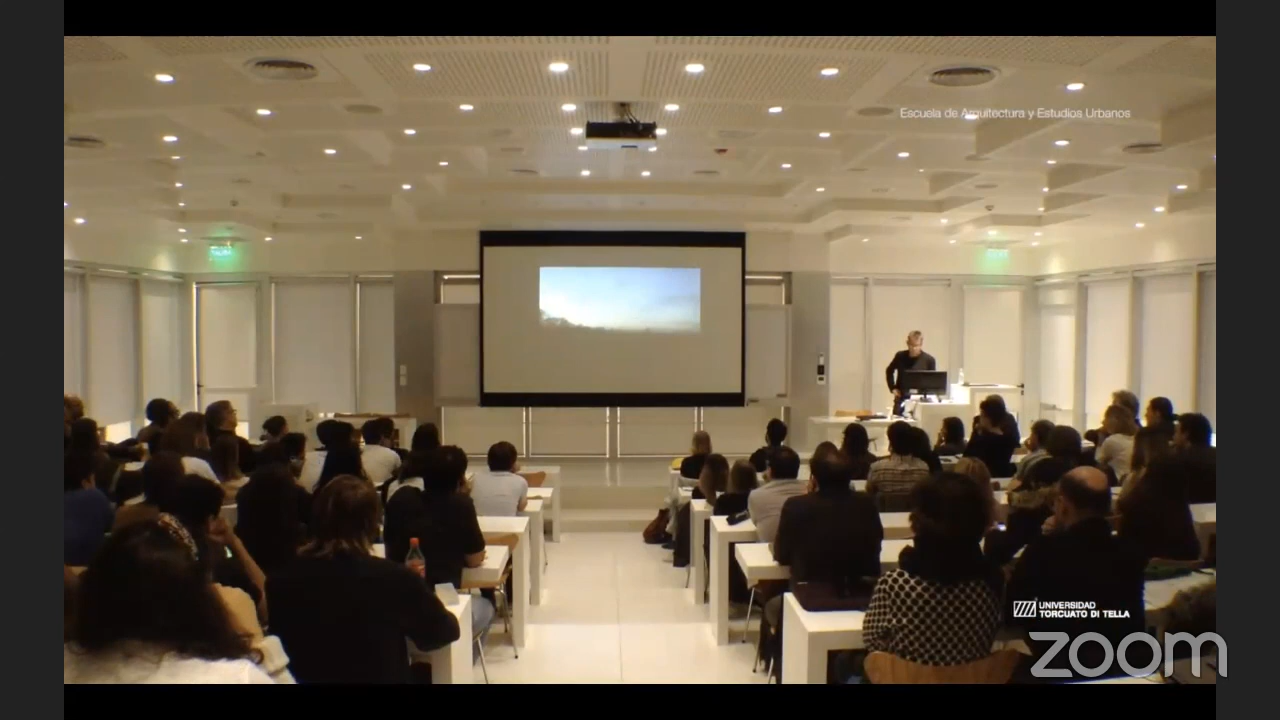 Escuela de Arquitectura y Estudios Urbanos
UNIVERSIDAD
TORCUATO DI TELLA
zoom